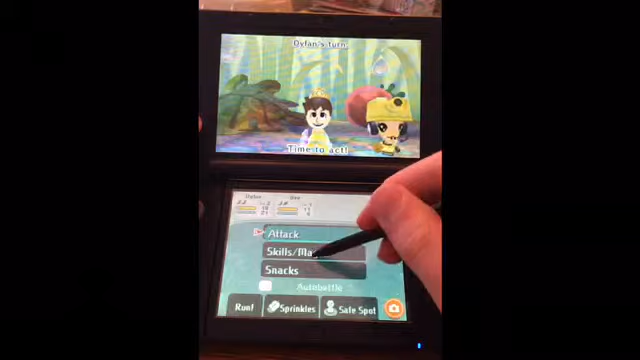 Dylan's turn!
Time to act!
Attack
Skills/Ma
Snacks
Autobattle
Run!
Sprinkles
Safe Spot